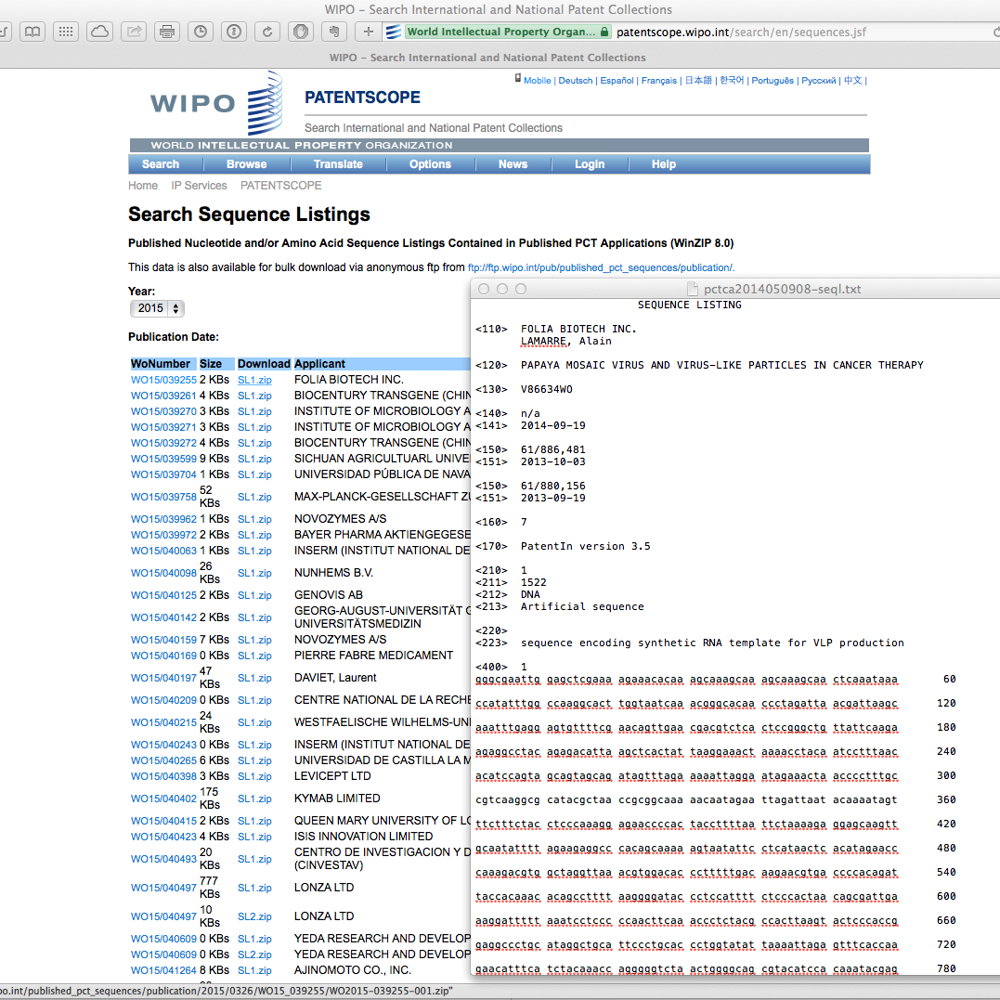 WIPO – Search International and National Patent Collections
World Intellectual Property Organ... patentscope.wipo.int/search/en/sequences.jsf
WIPO – Search International and National Patent Collections
Mobile | Deutsch | Español | Français | 日本語 | 한국어 | Português | Русский | 中文 |
WIPO
PATENTSCOPE
Search International and National Patent Collections
WORLD INTELLECTUAL PROPERTY ORGANIZATION
Search Browse Translate Options News Login Help
Home IP Services PATENTSCOPE
Search Sequence Listings
Published Nucleotide and/or Amino Acid Sequence Listings Contained in Published PCT Applications (WinZIP 8.0)
This data is also available for bulk download via anonymous ftp from ftp://ftp.wipo.int/pub/published_pct_sequences/publication/.
Year:
2015
Publication Date:
WoNumber Size Download Applicant
WO15/039255 2 KBs SL1.zip FOLIA BIOTECH INC.
WO15/039261 4 KBs SL1.zip BIOCENTURY TRANSGENE (CHIN
WO15/039270 3 KBs SL1.zip INSTITUTE OF MICROBIOLOGY A
WO15/039271 3 KBs SL1.zip INSTITUTE OF MICROBIOLOGY A
WO15/039272 4 KBs SL1.zip BIOCENTURY TRANSGENE (CHIN
WO15/039599 9 KBs SL1.zip SICHUAN AGRICULTUARL UNIVE
WO15/039704 1 KBs SL1.zip UNIVERSIDAD PÚBLICA DE NAVA
WO15/039758 52 KBs SL1.zip MAX-PLANCK-GESELLSCHAFT ZU
WO15/039962 1 KBs SL1.zip NOVOZYMES A/S
WO15/039972 2 KBs SL1.zip BAYER PHARMA AKTIENGEGESE
WO15/040063 1 KBs SL1.zip INSERM (INSTITUT NATIONAL DE
WO15/040098 26 KBs SL1.zip NUNHEMS B.V.
WO15/040125 2 KBs SL1.zip GENOVIS AB
WO15/040142 2 KBs SL1.zip GEORG-AUGUST-UNIVERSITÄT G
UNIVERSITÄTSMEDIZIN
WO15/040159 7 KBs SL1.zip NOVOZYMES A/S
WO15/040169 0 KBs SL1.zip PIERRE FABRE MEDICAMENT
WO15/040197 47 KBs SL1.zip DAVIET, Laurent
WO15/040209 0 KBs SL1.zip CENTRE NATIONAL DE LA RECHE
WO15/040215 24 KBs SL1.zip WESTFAELISCHE WILHELMS-UNI
WO15/040243 0 KBs SL1.zip INSERM (INSTITUT NATIONAL DE
WO15/040265 6 KBs SL1.zip UNIVERSIDAD DE CASTILLA LA M
WO15/040398 3 KBs SL1.zip LEVICEPT LTD
WO15/040402 175 KBs SL1.zip KYMAB LIMITED
WO15/040415 2 KBs SL1.zip QUEEN MARY UNIVERSITY OF LO
WO15/040423 4 KBs SL1.zip ISIS INNOVATION LIMITED
WO15/040493 20 KBs SL1.zip CENTRO DE INVESTIGACION Y D
(CINVESTAV)
WO15/040497 777 KBs SL1.zip LONZA LTD
WO15/040497 10 KBs SL2.zip LONZA LTD
WO15/040609 0 KBs SL1.zip YEDA RESEARCH AND DEVELOP
WO15/040609 0 KBs SL2.zip YEDA RESEARCH AND DEVELOP
WO15/041264 8 KBs SL1.zip AJINOMOTO CO., INC.
po.int/published_pct_sequences/publication/2015/0326/WO15_039255/WO2015-039255-001.zip"
pctca2014050908-seql.txt
SEQUENCE LISTING
<110> FOLIA BIOTECH INC.
LAMARRE, Alain
<120> PAPAYA MOSAIC VIRUS AND VIRUS-LIKE PARTICLES IN CANCER THERAPY
<130> V86634WO
<140> n/a
<141> 2014-09-19
<150> 61/886,481
<151> 2013-10-03
<150> 61/880,156
<151> 2013-09-19
<160> 7
<170> PatentIn version 3.5
<210> 1
<211> 1522
<212> DNA
<213> Artificial sequence
<220>
<223> sequence encoding synthetic RNA template for VLP production
<400> 1
gggcgaattg gagctcgaaa agaaacacaa agcaaagcaa agcaaagcaa ctcaaataaa 60
ccatatttgg ccaaggcact tggtaatcaa acgggcacaa ccctagatta acgattaagc 120
aaatttgagg agtgttttcg aacagttgaa cgacgtctca ctccgggctg ttattcaaga 180
agaggcctac agagacatta agctcactat taaggaaact aaaacctaca atcctttaac 240
acatccagta gcagtagcag atagtttaga aaaattagga atagaaacta acccctttgc 300
cgtcaaggcg catacgctaa ccgcggcaaa aacaatagaa ttagattaat acaaaatagt 360
ttctttctac ctcccaaagg agaaccccac taccttttaa ttctaaaaga ggagcaagtt 420
gcaatatttt agaagaggcc cacagcaaaa agtaatattc ctcataactc acatagaacc 480
caaagacgtg gctaggttaa acgtggacac cctttttgac aagaacgtga ccccacagat 540
taccacaaac acagcctttt aaggggatac cctccatttt ctcccactaa cagcgattga 600
aaggattttt aaatcctccc ccaacttcaa accctctacg ccacttaagt actcccaccg 660
gaggccctgc ataggctgca ttccctgcac cctggtatat tataaattag gtttcaccaa 720
gaacatttca tctacaaacc agggggtcta actggggcag cgtacatcca caaatacgag 780